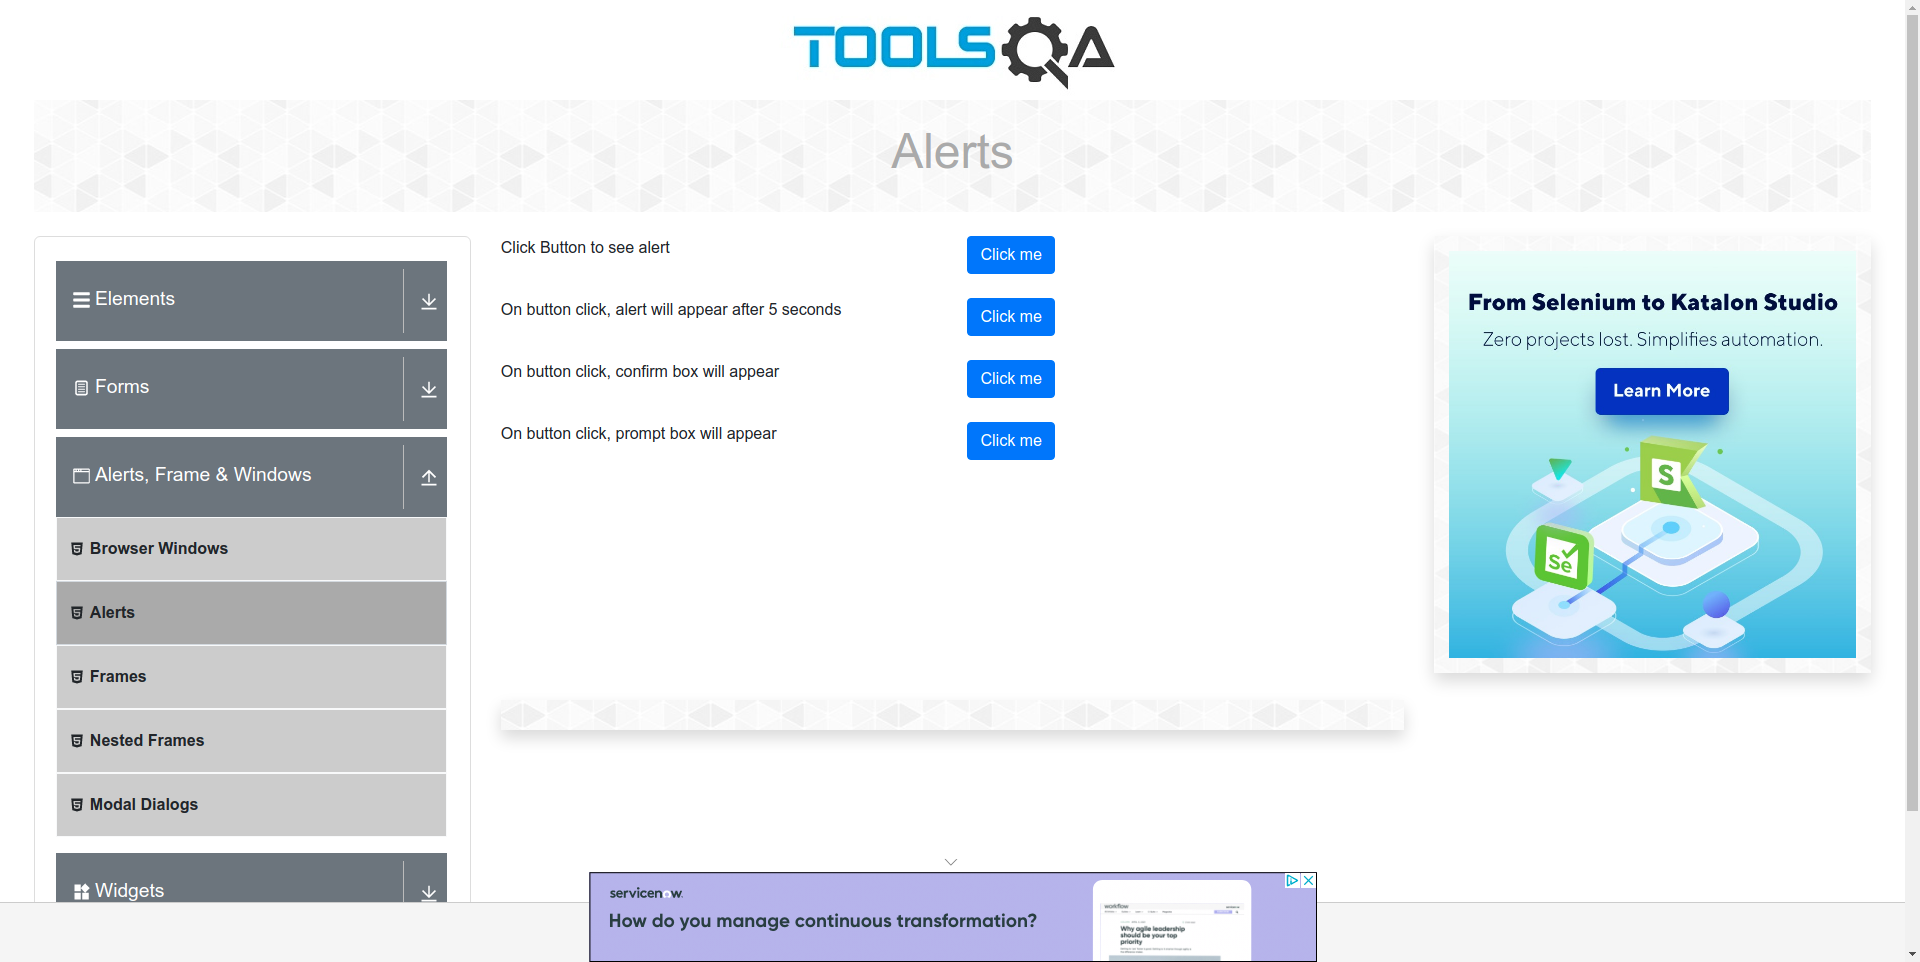 TOOLSQA
Alerts
Elements
Forms
Alerts, Frame & Windows
Browser Windows
Alerts
Frames
Nested Frames
Modal Dialogs
Widgets
Click Button to see alert
Click me
On button click, alert will appear after 5 seconds
Click me
On button click, confirm box will appear
Click me
On button click, prompt box will appear
Click me
From Selenium to Katalon Studio
Zero projects lost. Simplifies automation.
Learn More
S
Se
servicenow.
How do you manage continuous transformation?
workflow
Why agile leadership
should be your top
priority